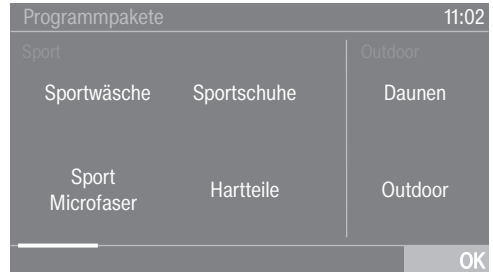 Programmpakete 11:02
Sport Outdoor
Sportwäsche Sportschuhe Daunen
Sport
Microfaser Hartteile Outdoor
OK